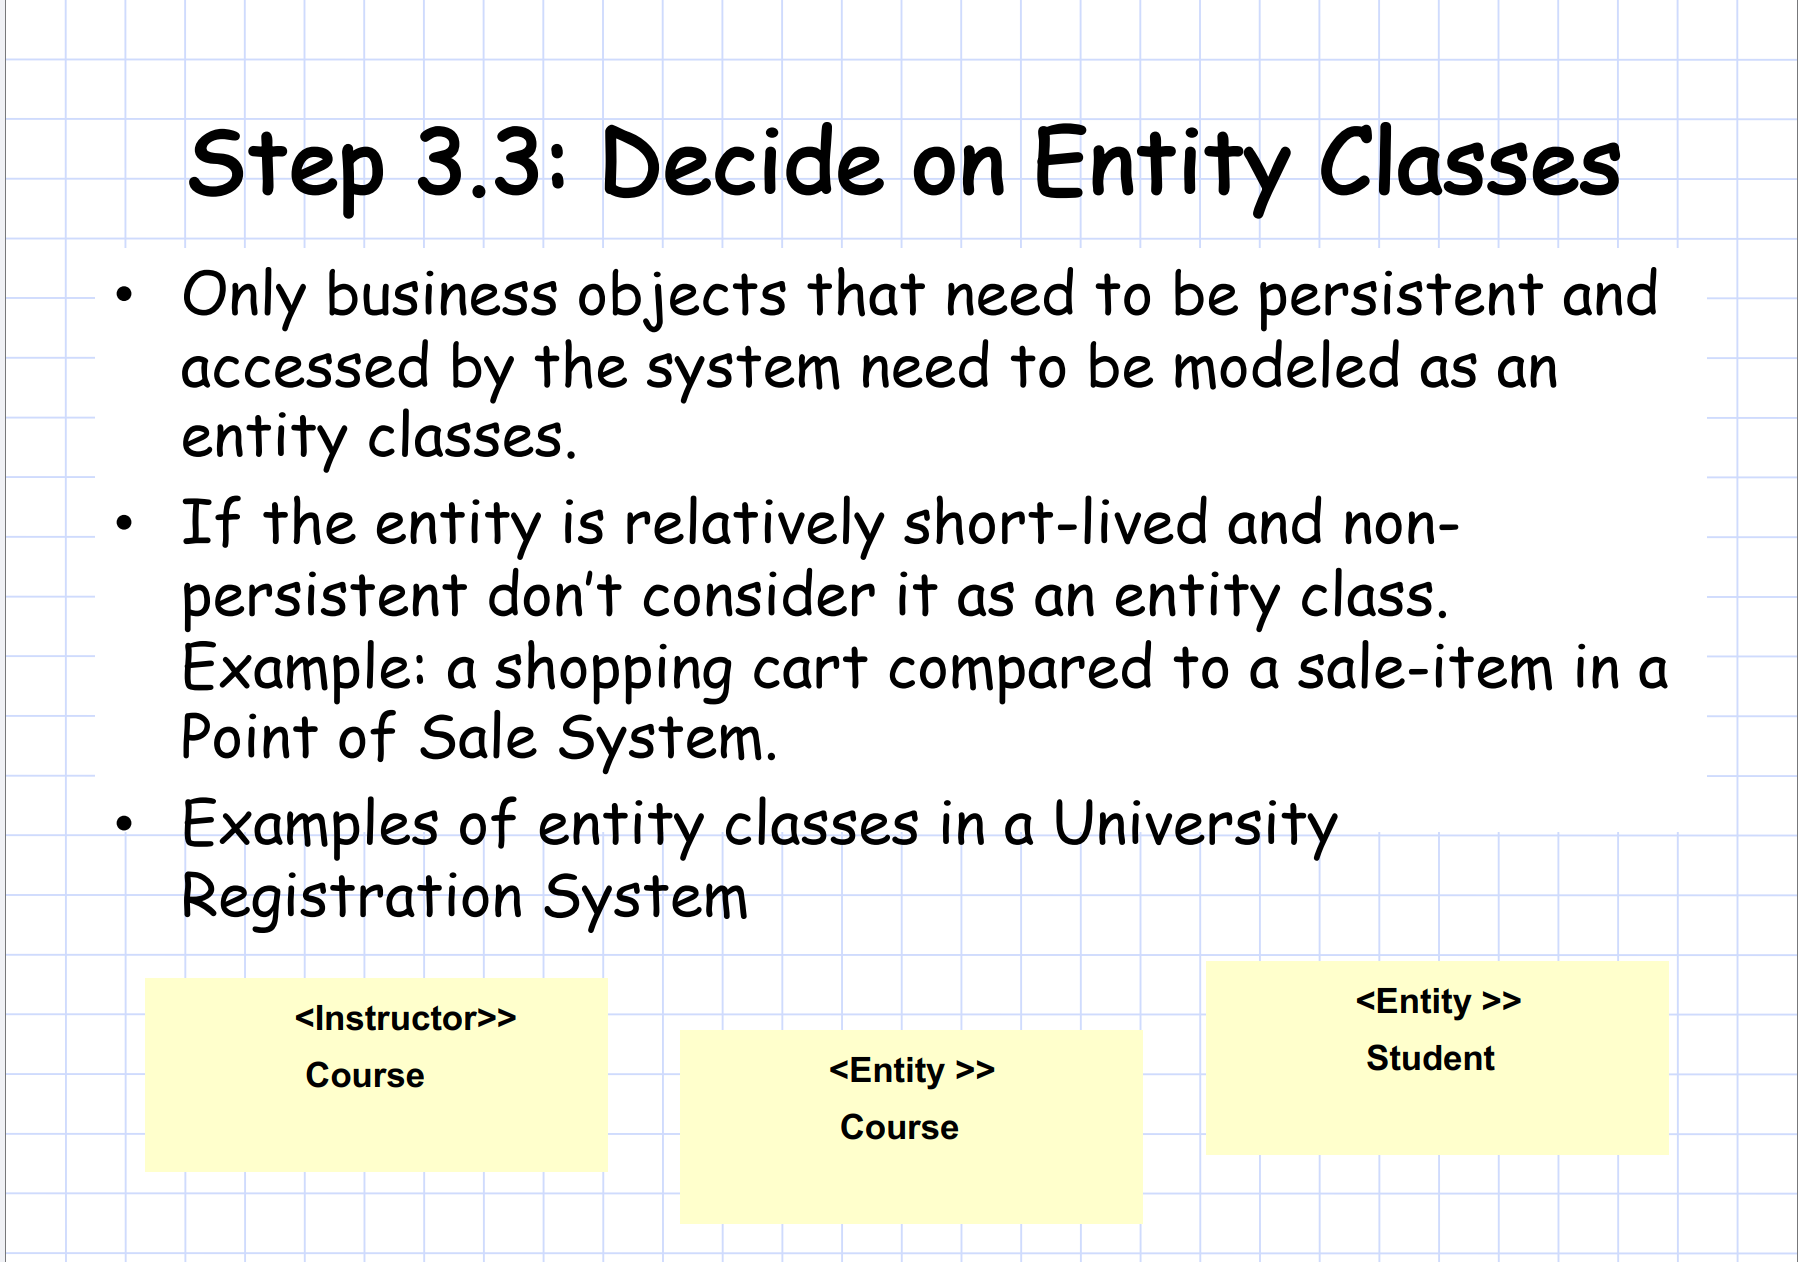 Step 3.3: Decide on Entity Classes
• Only business objects that need to be persistent and
accessed by the system need to be modeled as an
entity classes.
• If the entity is relatively short-lived and non-
persistent don't consider it as an entity class.
Example: a shopping cart compared to a sale-item in a
Point of Sale System.
• Examples of entity classes in a University
Registration System
<Instructor>>
Course
<Entity >>
Course
<Entity >>
Student